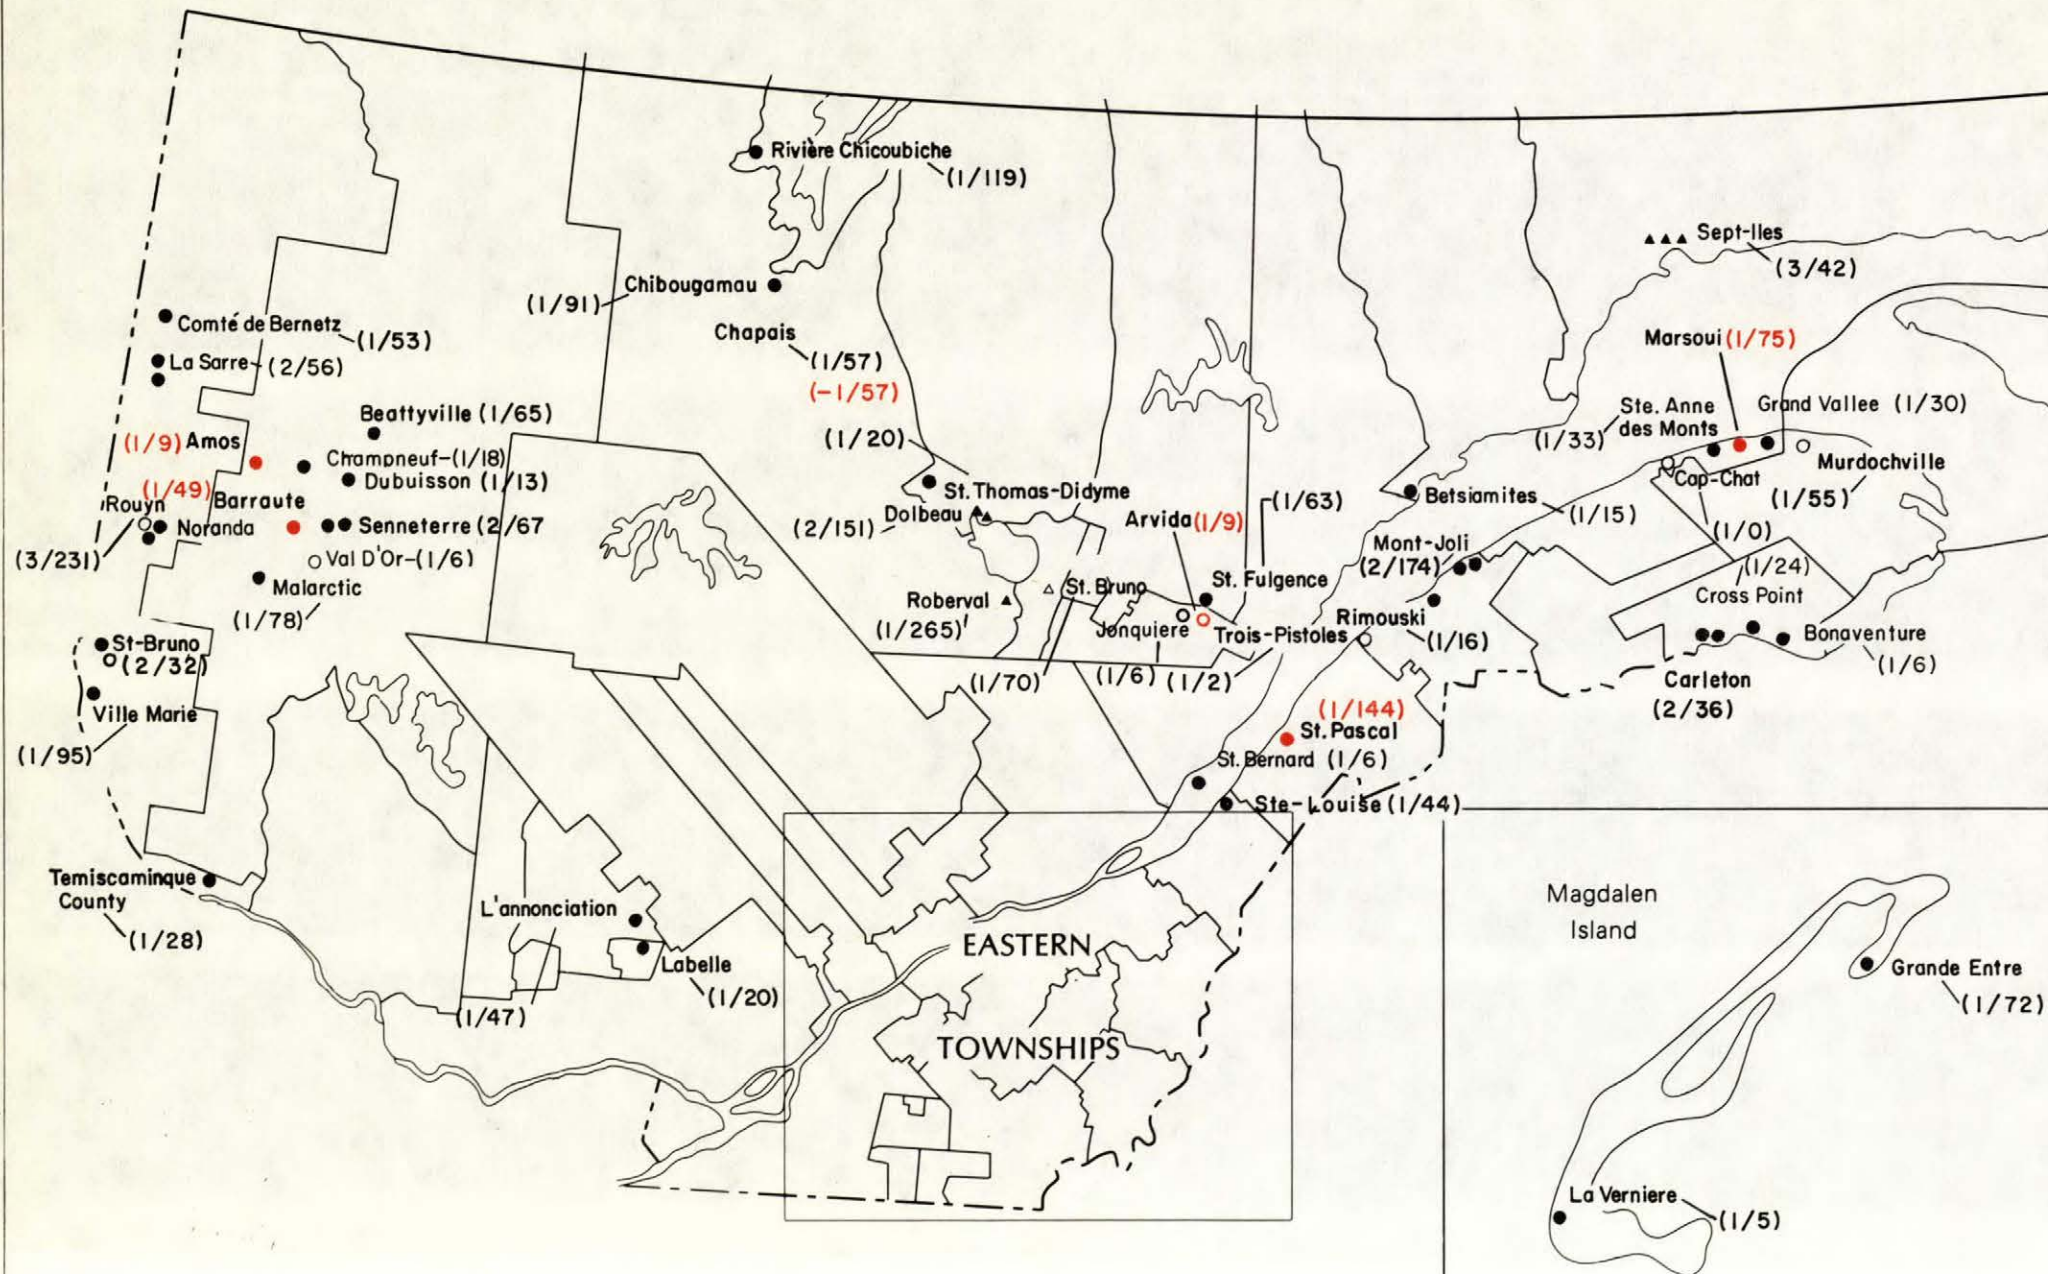 Rivière Chicoubiche
(1/119)
Sept-Iles
(3/42)
Chibougamau
(1/91)
Comté de Bernetz
(1/53)
Chapais
(1/57)
(-1/57)
Marsoui (1/75)
La Sarre (2/56)
Beattyville (1/65)
Ste. Anne
des Monts
(1/33)
Grand Vallee (1/30)
(1/9) Amos
(1/20)
Champneuf-(1/18)
Dubuisson (1/13)
Murdochville
(1/55)
Cap-Chat
(1/0)
(1/49)
Barraute
St. Thomas-Didyme
Dolbeau
(2/151)
Arvida (1/9)
(1/63)
Betsiamites
(1/15)
Rouyn
Noranda
(3/231)
Senneterre (2/67
Val D'Or-(1/6)
Mont-Joli
(2/174)
(1/24)
Cross Point
Malarctic
(1/78)
Roberval
(1/265)
St. Bruno
(1/70)
St. Fulgence
Jonquiere
(1/6)
Trois-Pistoles
(1/2)
Rimouski
(1/16)
Bonaventure
(1/6)
St-Bruno
(2/32)
Carleton
(2/36)
Ville Marie
(1/95)
(1/144)
St. Pascal
St. Bernard (1/6)
Ste-Louise (1/44)
Temiscaminque
County
(1/28)
L'annonciation
(1/47)
Labelle
(1/20)
EASTERN
TOWNSHIPS
Magdalen
Island
Grande Entre
(1/72)
La Verniere
(1/5)